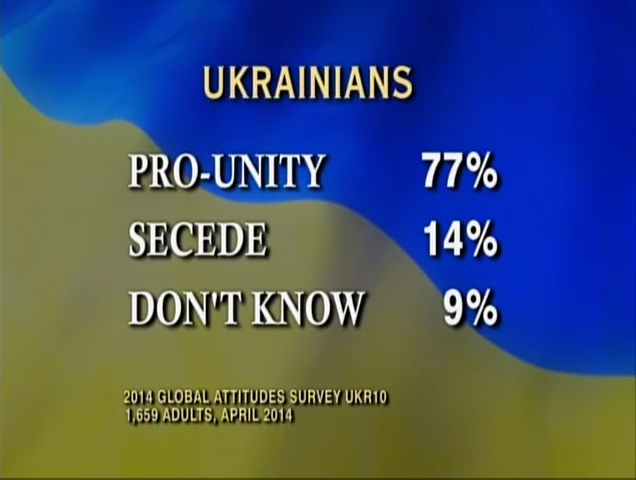 UKRAINIANS
PRO-UNITY 77%
SECEDE 14%
DON'T KNOW 9%
2014 GLOBAL ATTITUDES SURVEY UKR10
1,659 ADULTS, APRIL 2014